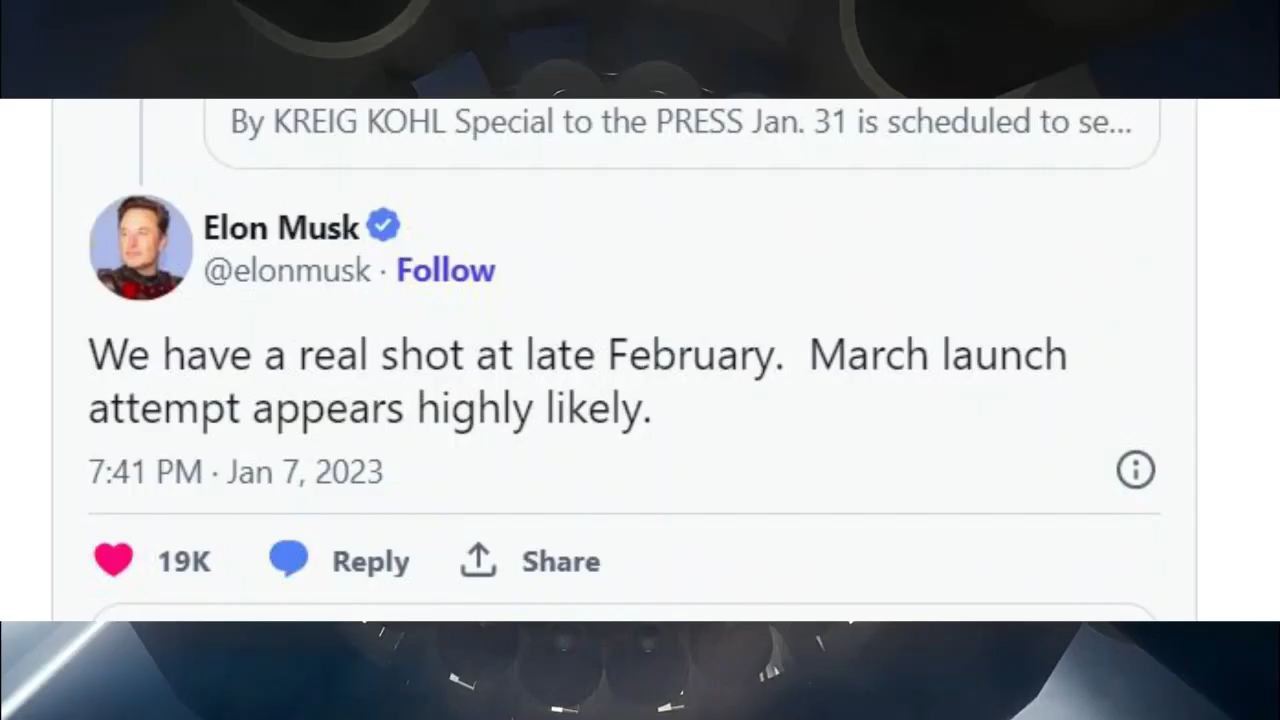 By KREIG KOHL Special to the PRESS Jan. 31 is scheduled to se...
Elon Musk
@elonmusk · Follow
We have a real shot at late February.  March launch
attempt appears highly likely.
7:41 PM · Jan 7, 2023
19K Reply Share